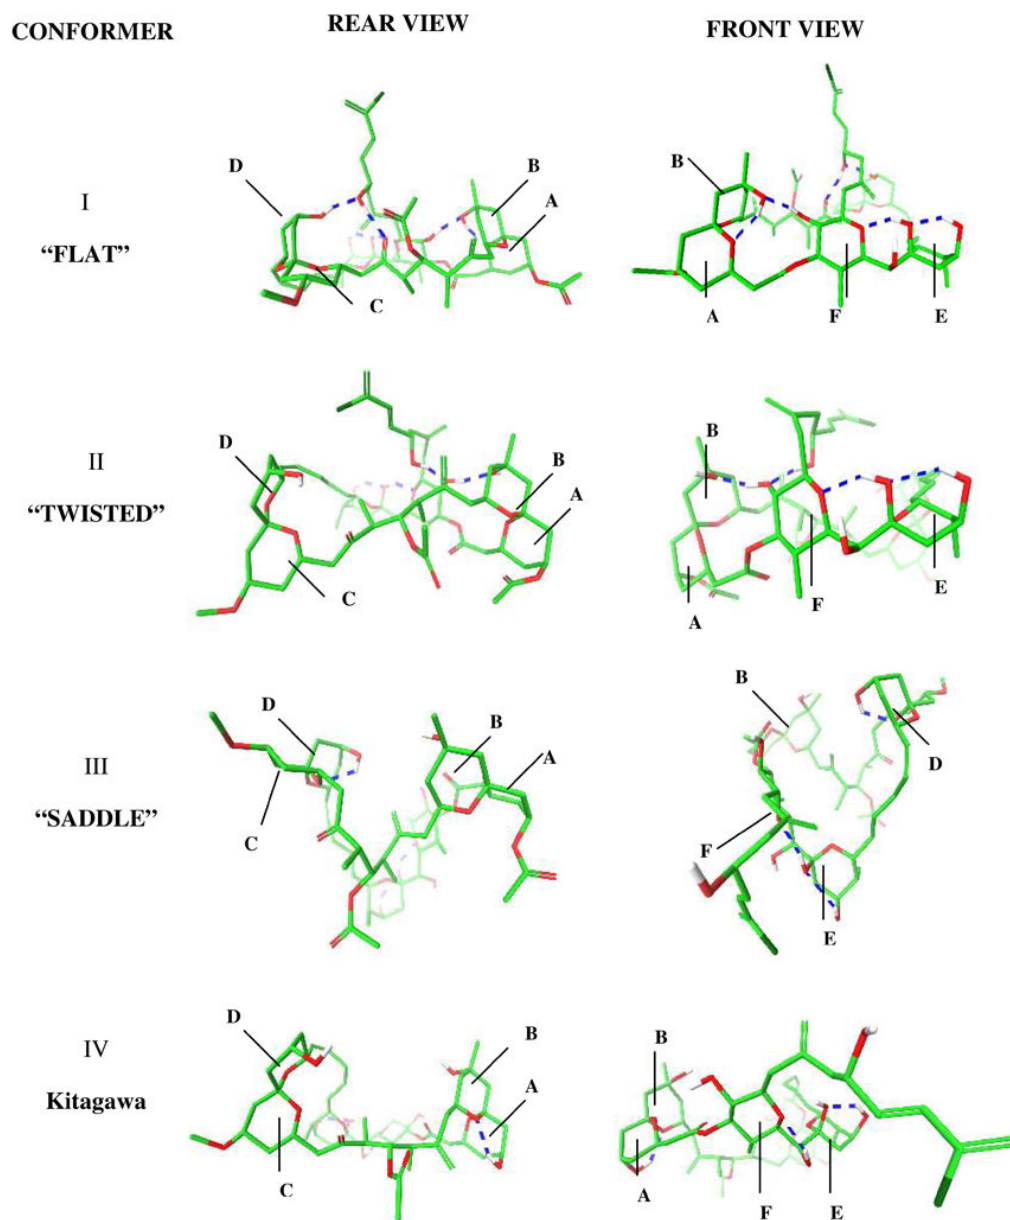 CONFORMER REAR VIEW FRONT VIEW
D B A C
B A F E
I
“FLAT”
D B A C
B A F E
II
“TWISTED”
D B A C
B D F E
III
“SADDLE”
D B A C
B A F E
IV
Kitagawa